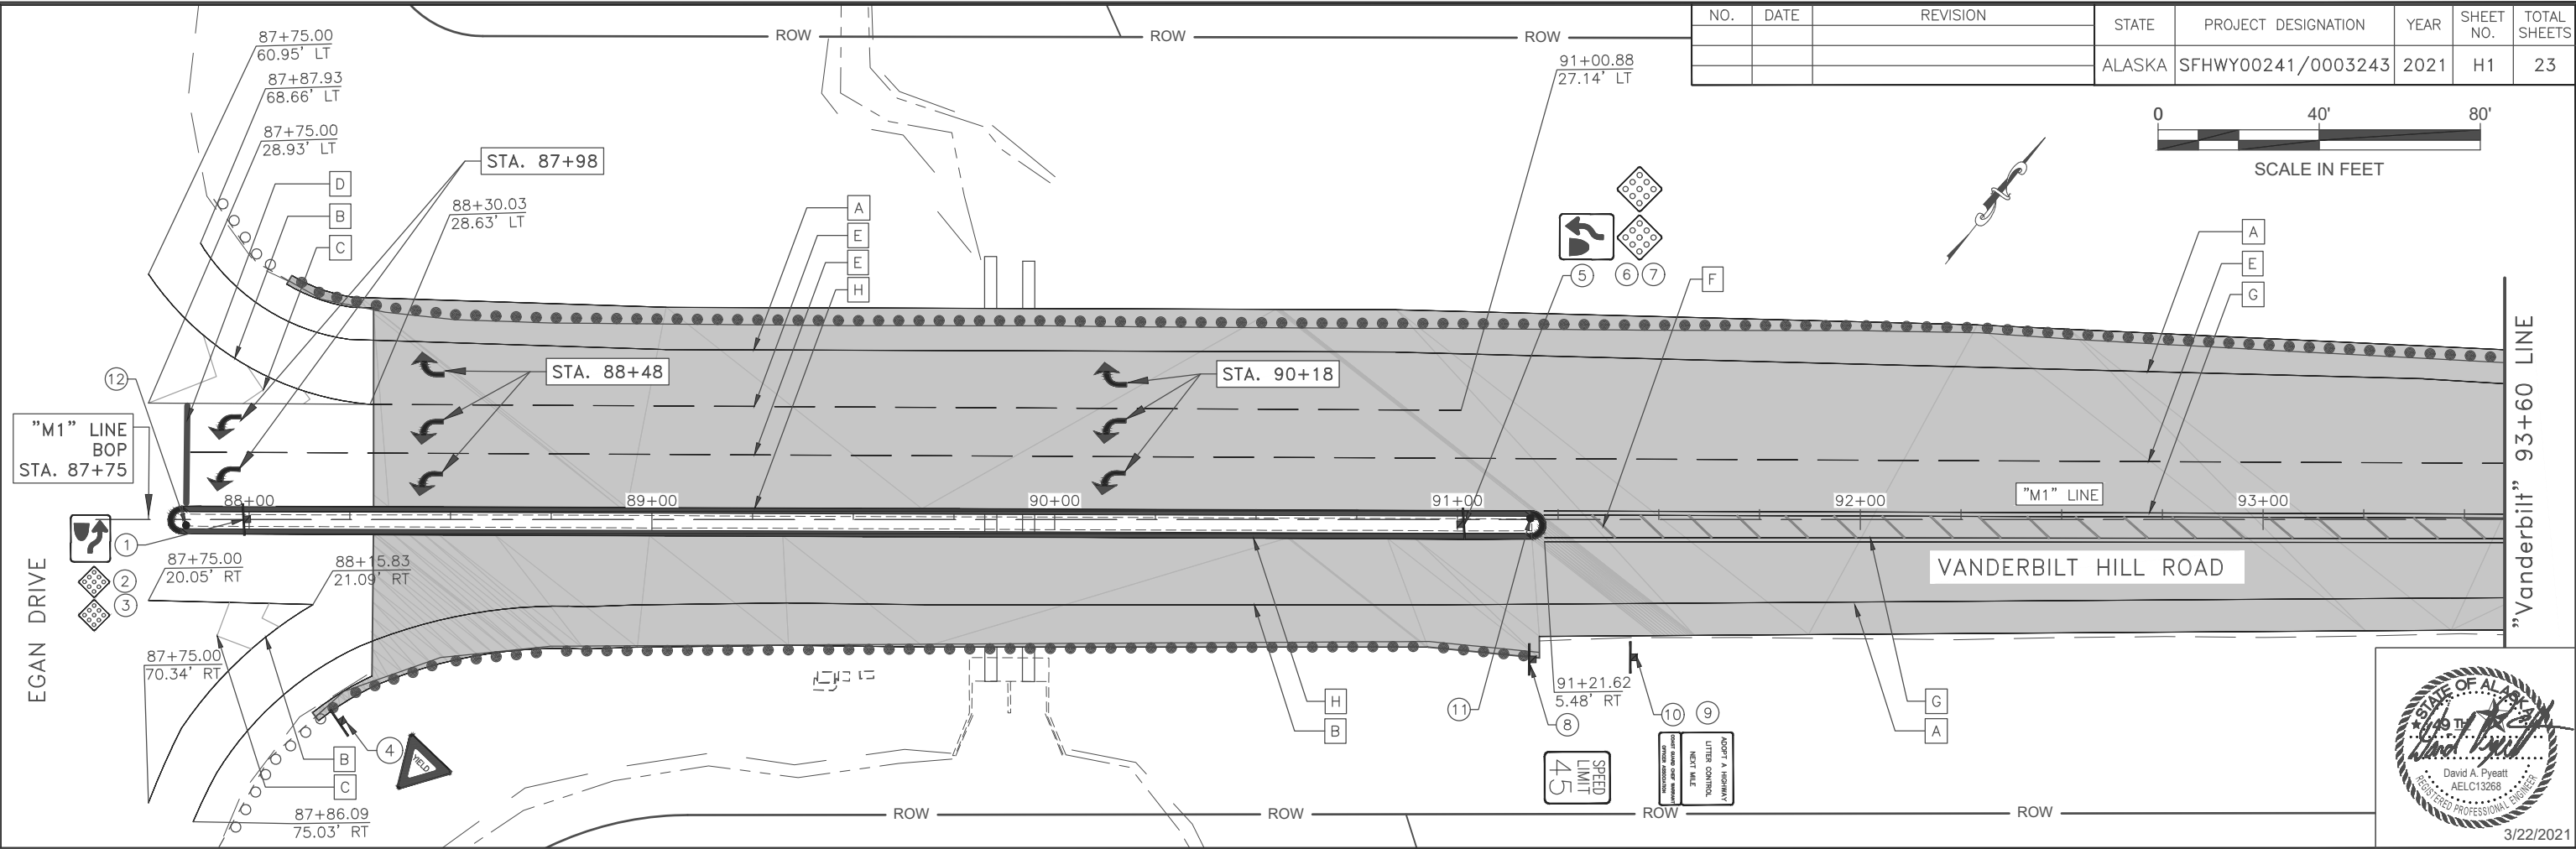 NO. DATE REVISION
STATE PROJECT DESIGNATION YEAR SHEET NO. TOTAL SHEETS
ALASKA SFHWY00241/0003243 2021 H1 23
ROW ROW ROW
87+75.00
60.95' LT
87+87.93
68.66' LT
87+75.00
28.93' LT
STA. 87+98
88+30.03
28.63' LT
D
B
C
A
E
E
H
91+00.88
27.14' LT
0 40' 80'
SCALE IN FEET
5 6 7
F
A
E
G
STA. 88+48
STA. 90+18
12
"M1" LINE
BOP
STA. 87+75
88+00 89+00 90+00 91+00 92+00 93+00
"M1" LINE
"Vanderbilt" 93+60 LINE
VANDERBILT HILL ROAD
EGAN DRIVE
1
2
3
87+75.00
20.05' RT
88+15.83
21.09' RT
87+75.00
70.34' RT
87+86.09
75.03' RT
B
C
4
YIELD
H
B
11
91+21.62
5.48' RT
8
10 9
G
A
SPEED
LIMIT
45
ADOPT A HIGHWAY
LITTER CONTROL
NEXT MILE
COAST GUARD CHIEF WARRANT
OFFICER ASSOCIATION
ROW ROW ROW ROW
STATE OF ALASKA
49 TH
David A. Pyeatt
AELC13268
REGISTERED PROFESSIONAL ENGINEER
3/22/2021